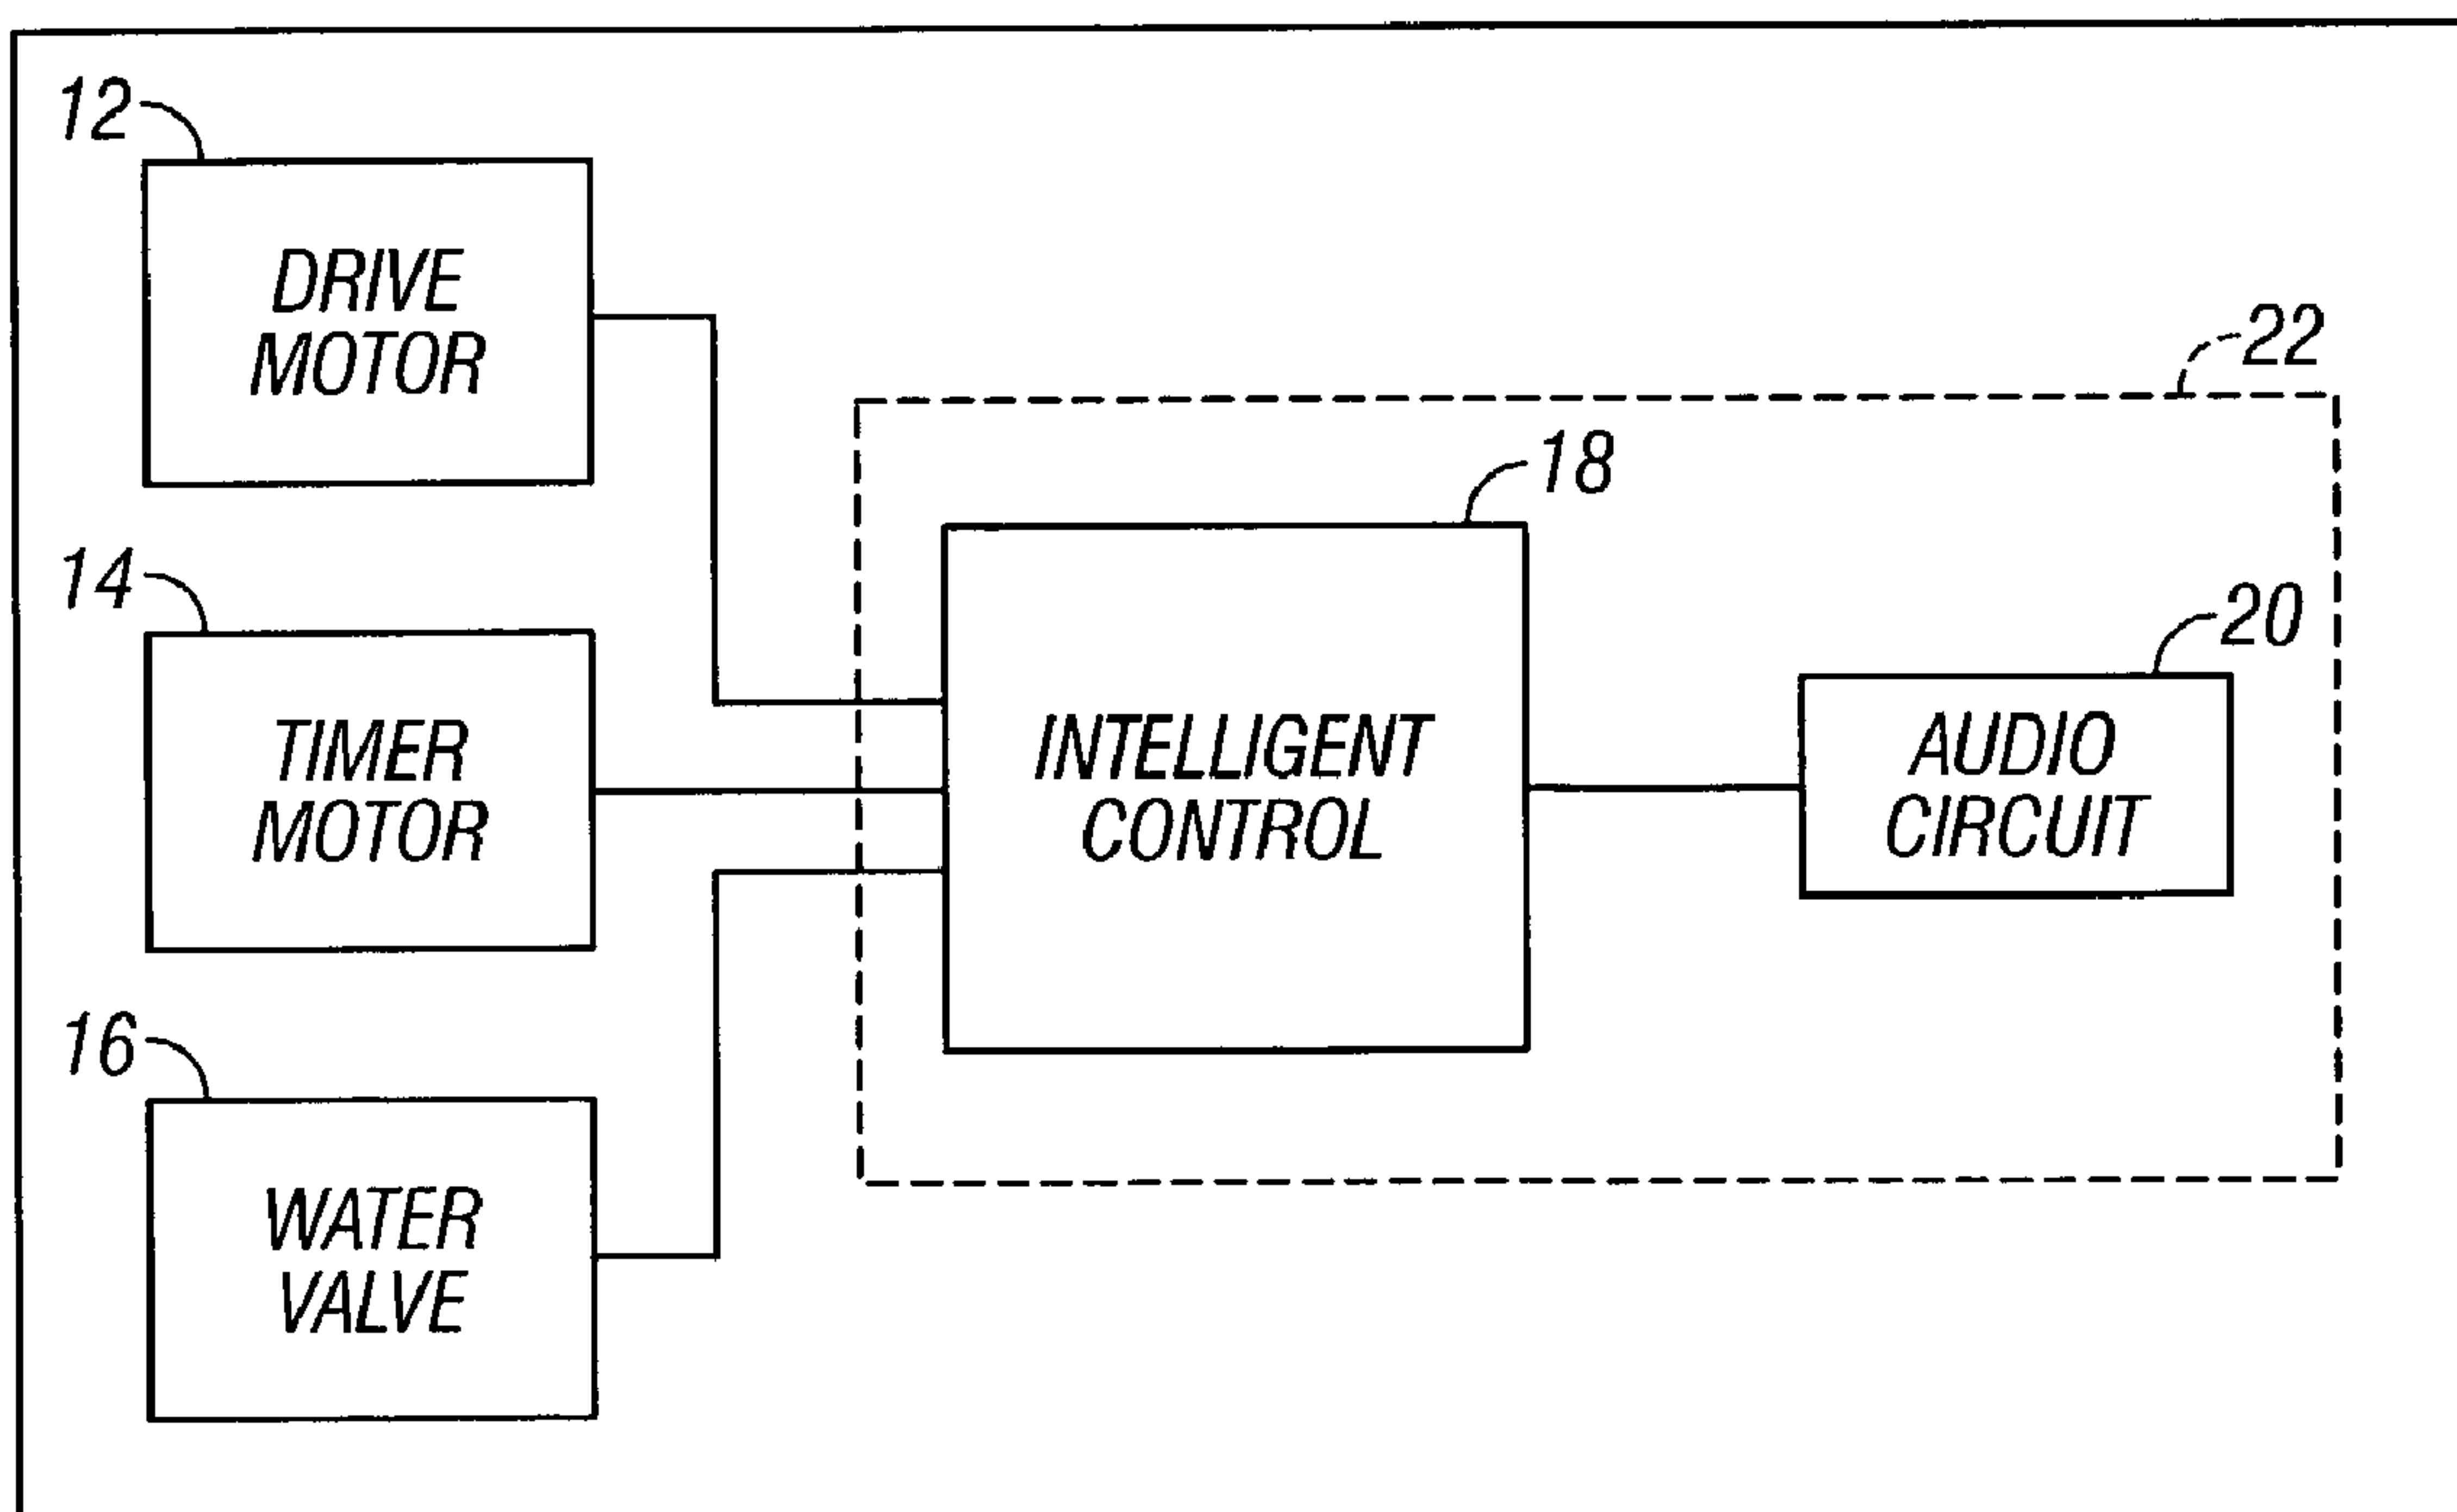 12
DRIVE
MOTOR
22
18
14
20
TIMER
MOTOR
INTELLIGENT
CONTROL
AUDIO
CIRCUIT
16
WATER
VALVE